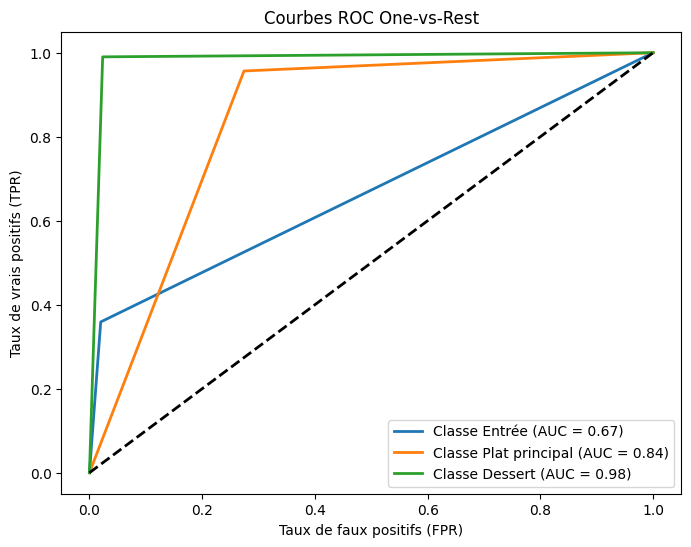 Courbes ROC One-vs-Rest
Taux de vrais positifs (TPR)
1.0
0.8
0.6
0.4
0.2
0.0
0.0 0.2 0.4 0.6 0.8 1.0
Taux de faux positifs (FPR)
Classe Entrée (AUC = 0.67)
Classe Plat principal (AUC = 0.84)
Classe Dessert (AUC = 0.98)